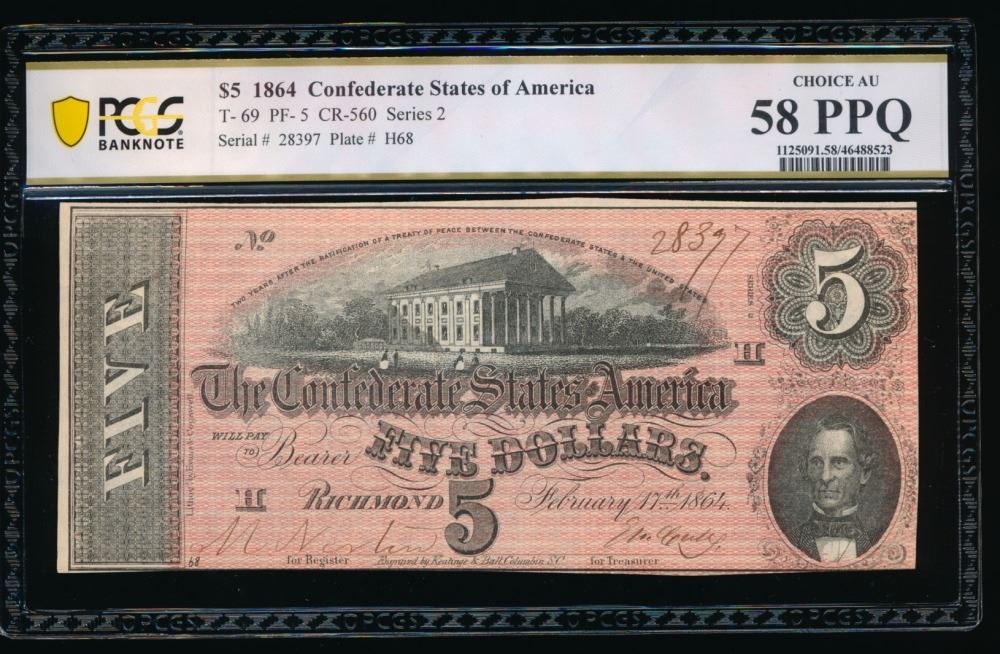 PCGS
BANKNOTE
$5 1864 Confederate States of America
T- 69 PF- 5 CR-560 Series 2
Serial # 28397 Plate # H68
CHOICE AU
58 PPQ
1125091.58/46488523
No
28397
TWO YEARS AFTER THE RATIFICATION OF A TREATY OF PEACE BETWEEN THE CONFEDERATE STATES & THE UNITED STATES
5
FIVE
H
The Confederate States of America
WILL PAY
TO)
Bearer
FIVE DOLLARS.
H
RICHMOND
5
February 17th 1864.
68
for Register
Engraved by Keatinge & Ball, Columbia, S.C.
for Treasurer